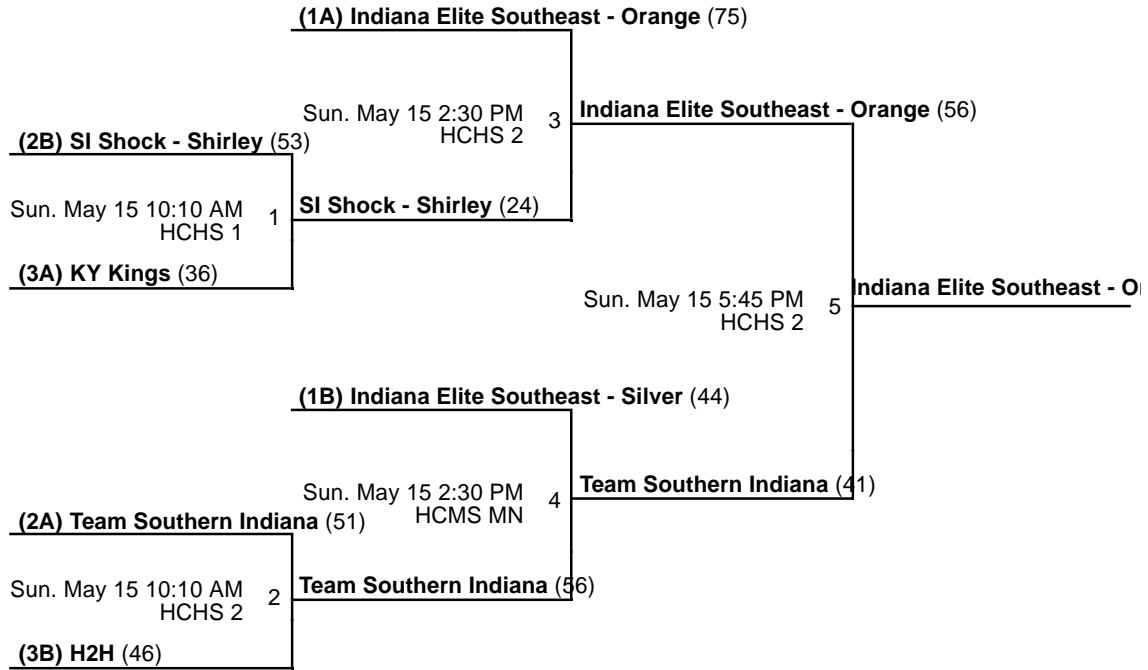 (1A) Indiana Elite Southeast - Orange (75)
Sun. May 15 2:30 PM
HCHS 2
3
Indiana Elite Southeast - Orange (56)
(2B) SI Shock - Shirley (53)
Sun. May 15 10:10 AM
HCHS 1
1
SI Shock - Shirley (24)
(3A) KY Kings (36)
Sun. May 15 5:45 PM
HCHS 2
5
Indiana Elite Southeast - Or
(1B) Indiana Elite Southeast - Silver (44)
Sun. May 15 2:30 PM
HCMS MN
4
Team Southern Indiana (41)
(2A) Team Southern Indiana (51)
Sun. May 15 10:10 AM
HCHS 2
2
Team Southern Indiana (56)
(3B) H2H (46)